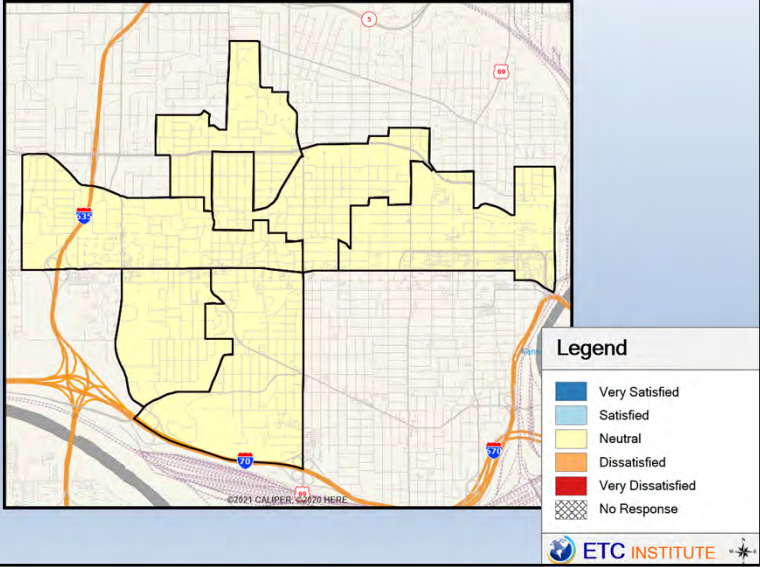 5
69
635
Legend
Very Satisfied
Satisfied
Neutral
Dissatisfied
Very Dissatisfied
No Response
70
670
69
©2021 CALIPER; ©2020 HERE
ETC INSTITUTE